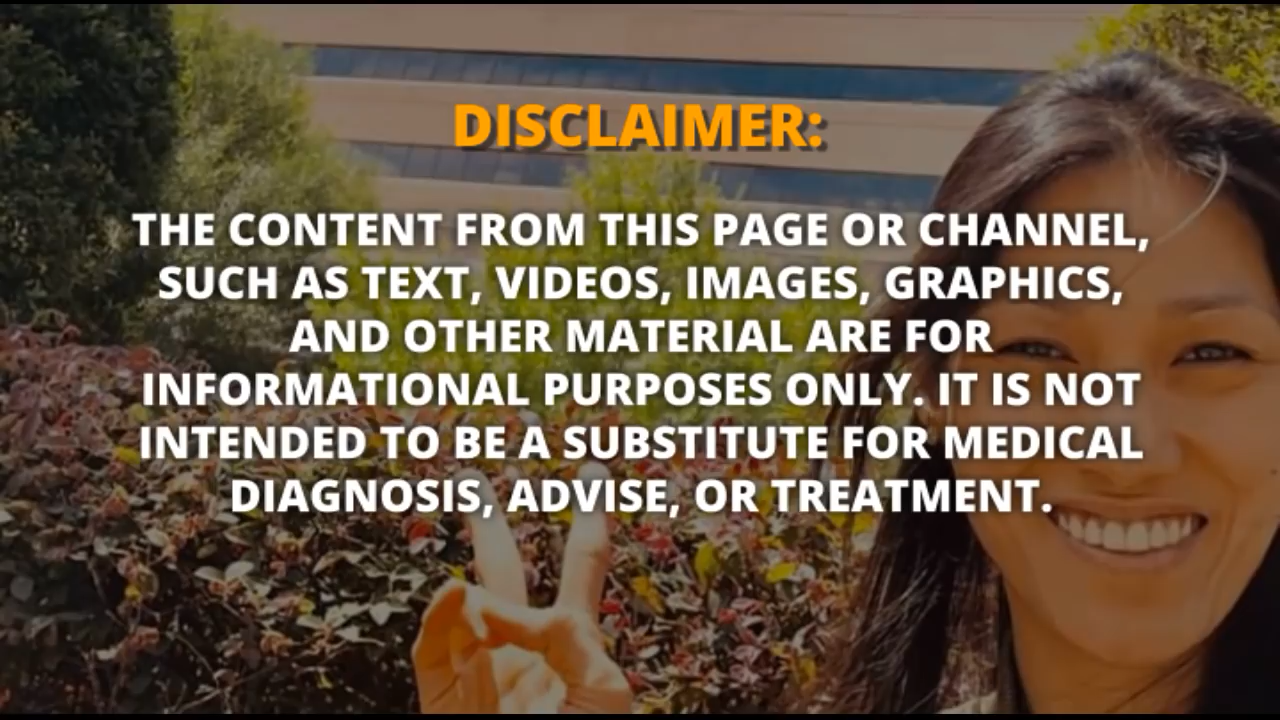 DISCLAIMER:
THE CONTENT FROM THIS PAGE OR CHANNEL,
SUCH AS TEXT, VIDEOS, IMAGES, GRAPHICS,
AND OTHER MATERIAL ARE FOR
INFORMATIONAL PURPOSES ONLY. IT IS NOT
INTENDED TO BE A SUBSTITUTE FOR MEDICAL
DIAGNOSIS, ADVISE, OR TREATMENT.